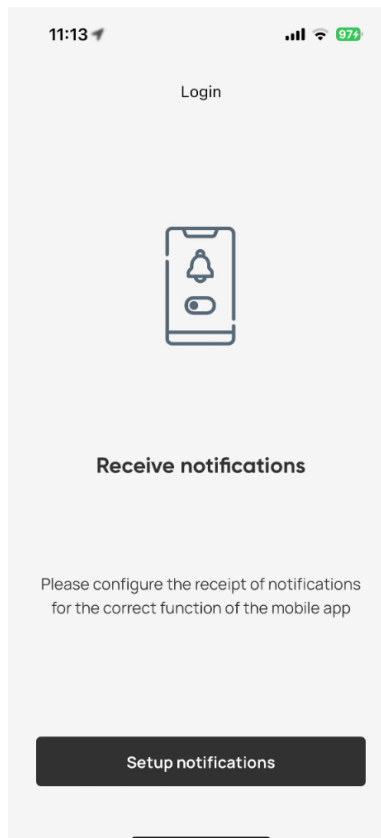 11:13
97
Login
Receive notifications
Please configure the receipt of notifications
for the correct function of the mobile app
Setup notifications